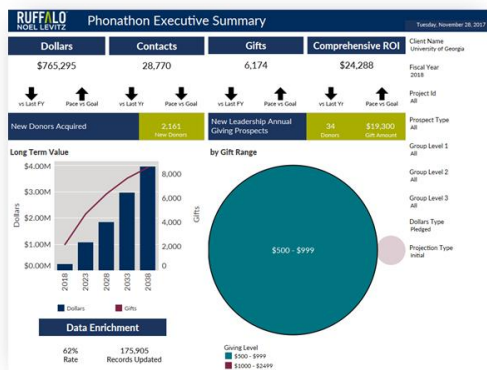 RUFFALO
NOEL LEVITZ
Phonathon Executive Summary
Tuesday, November 28, 2017
Dollars
Contacts
Gifts
Comprehensive ROI
$765,295
28,770
6,174
$24,288
vs Last FY
Pace vs Goal
vs Last Yr
Pace vs Goal
vs Last Yr
Pace vs Goal
vs Last FY
Pace vs Goal
New Donors Acquired
2,161
New Donors
New Leadership Annual
Giving Prospects
34
Donors
$19,300
Gift Amount
Client Name
University of Georgia
Fiscal Year
2018
Project Id
All
Prospect Type
All
Group Level 1
All
Group Level 2
All
Group Level 3
All
Dollars Type
Pledged
Projection Type
Initial
Long Term Value
$4.00M
$3.00M
$2.00M
$1.00M
$0.00M
Dollars
8,000
6,000
4,000
2,000
0
Gifts
2018
2023
2028
2033
2038
Dollars
Gifts
by Gift Range
$500 - $999
Giving Level
$500 - $999
$1000 - $2499
Data Enrichment
62%
Rate
175,905
Records Updated